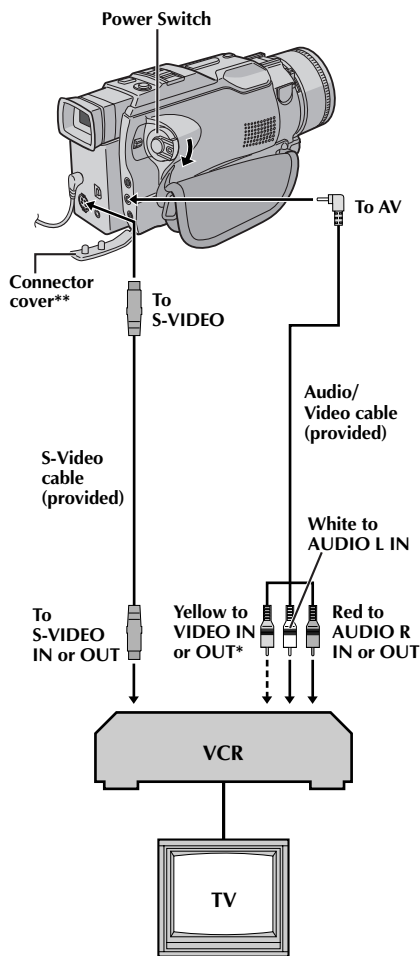 Power Switch
To AV
Connector
cover**
To
S-VIDEO
Audio/
Video cable
(provided)
S-Video
cable
(provided)
White to
AUDIO L IN
To
S-VIDEO
IN or OUT
Yellow to
VIDEO IN
or OUT*
Red to
AUDIO R
IN or OUT
VCR
TV